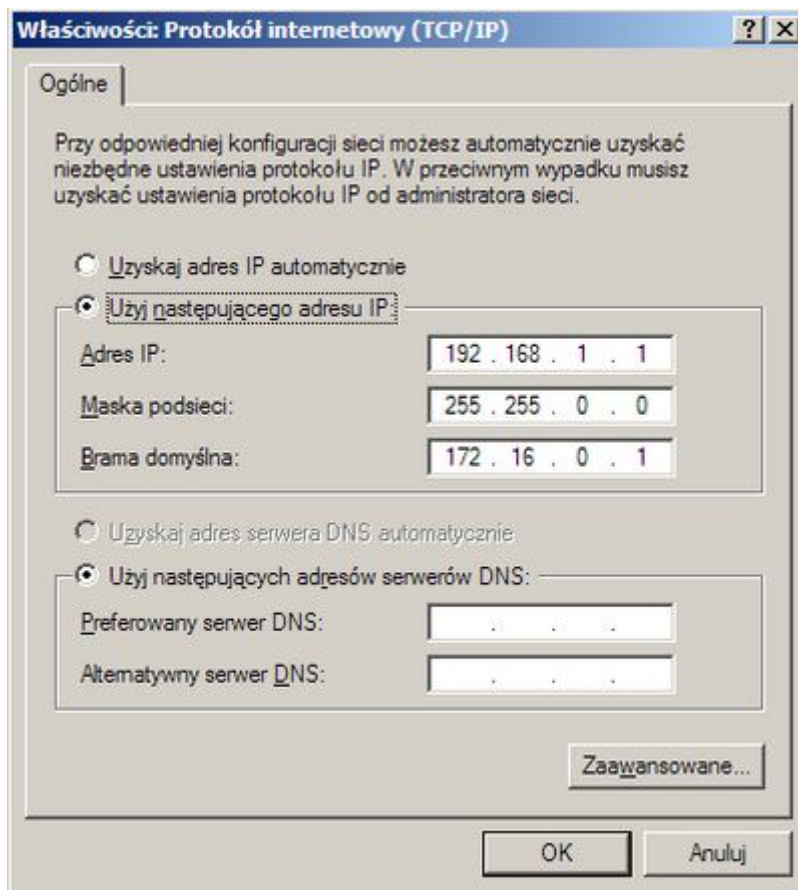 Właściwości: Protokół internetowy (TCP/IP)
Ogólne
Przy odpowiedniej konfiguracji sieci możesz automatycznie uzyskać
niezbędne ustawienia protokołu IP. W przeciwnym wypadku musisz
uzyskać ustawienia protokołu IP od administratora sieci.
Uzyskaj adres IP automatycznie
Użyj następującego adresu IP:
Adres IP: 192 . 168 . 1 . 1
Maska podsieci: 255 . 255 . 0 . 0
Brama domyślna: 172 . 16 . 0 . 1
Uzyskaj adres serwera DNS automatycznie
Użyj następujących adresów serwerów DNS:
Preferowany serwer DNS: . . .
Alternatywny serwer DNS: . . .
Zaawansowane...
OK Anuluj